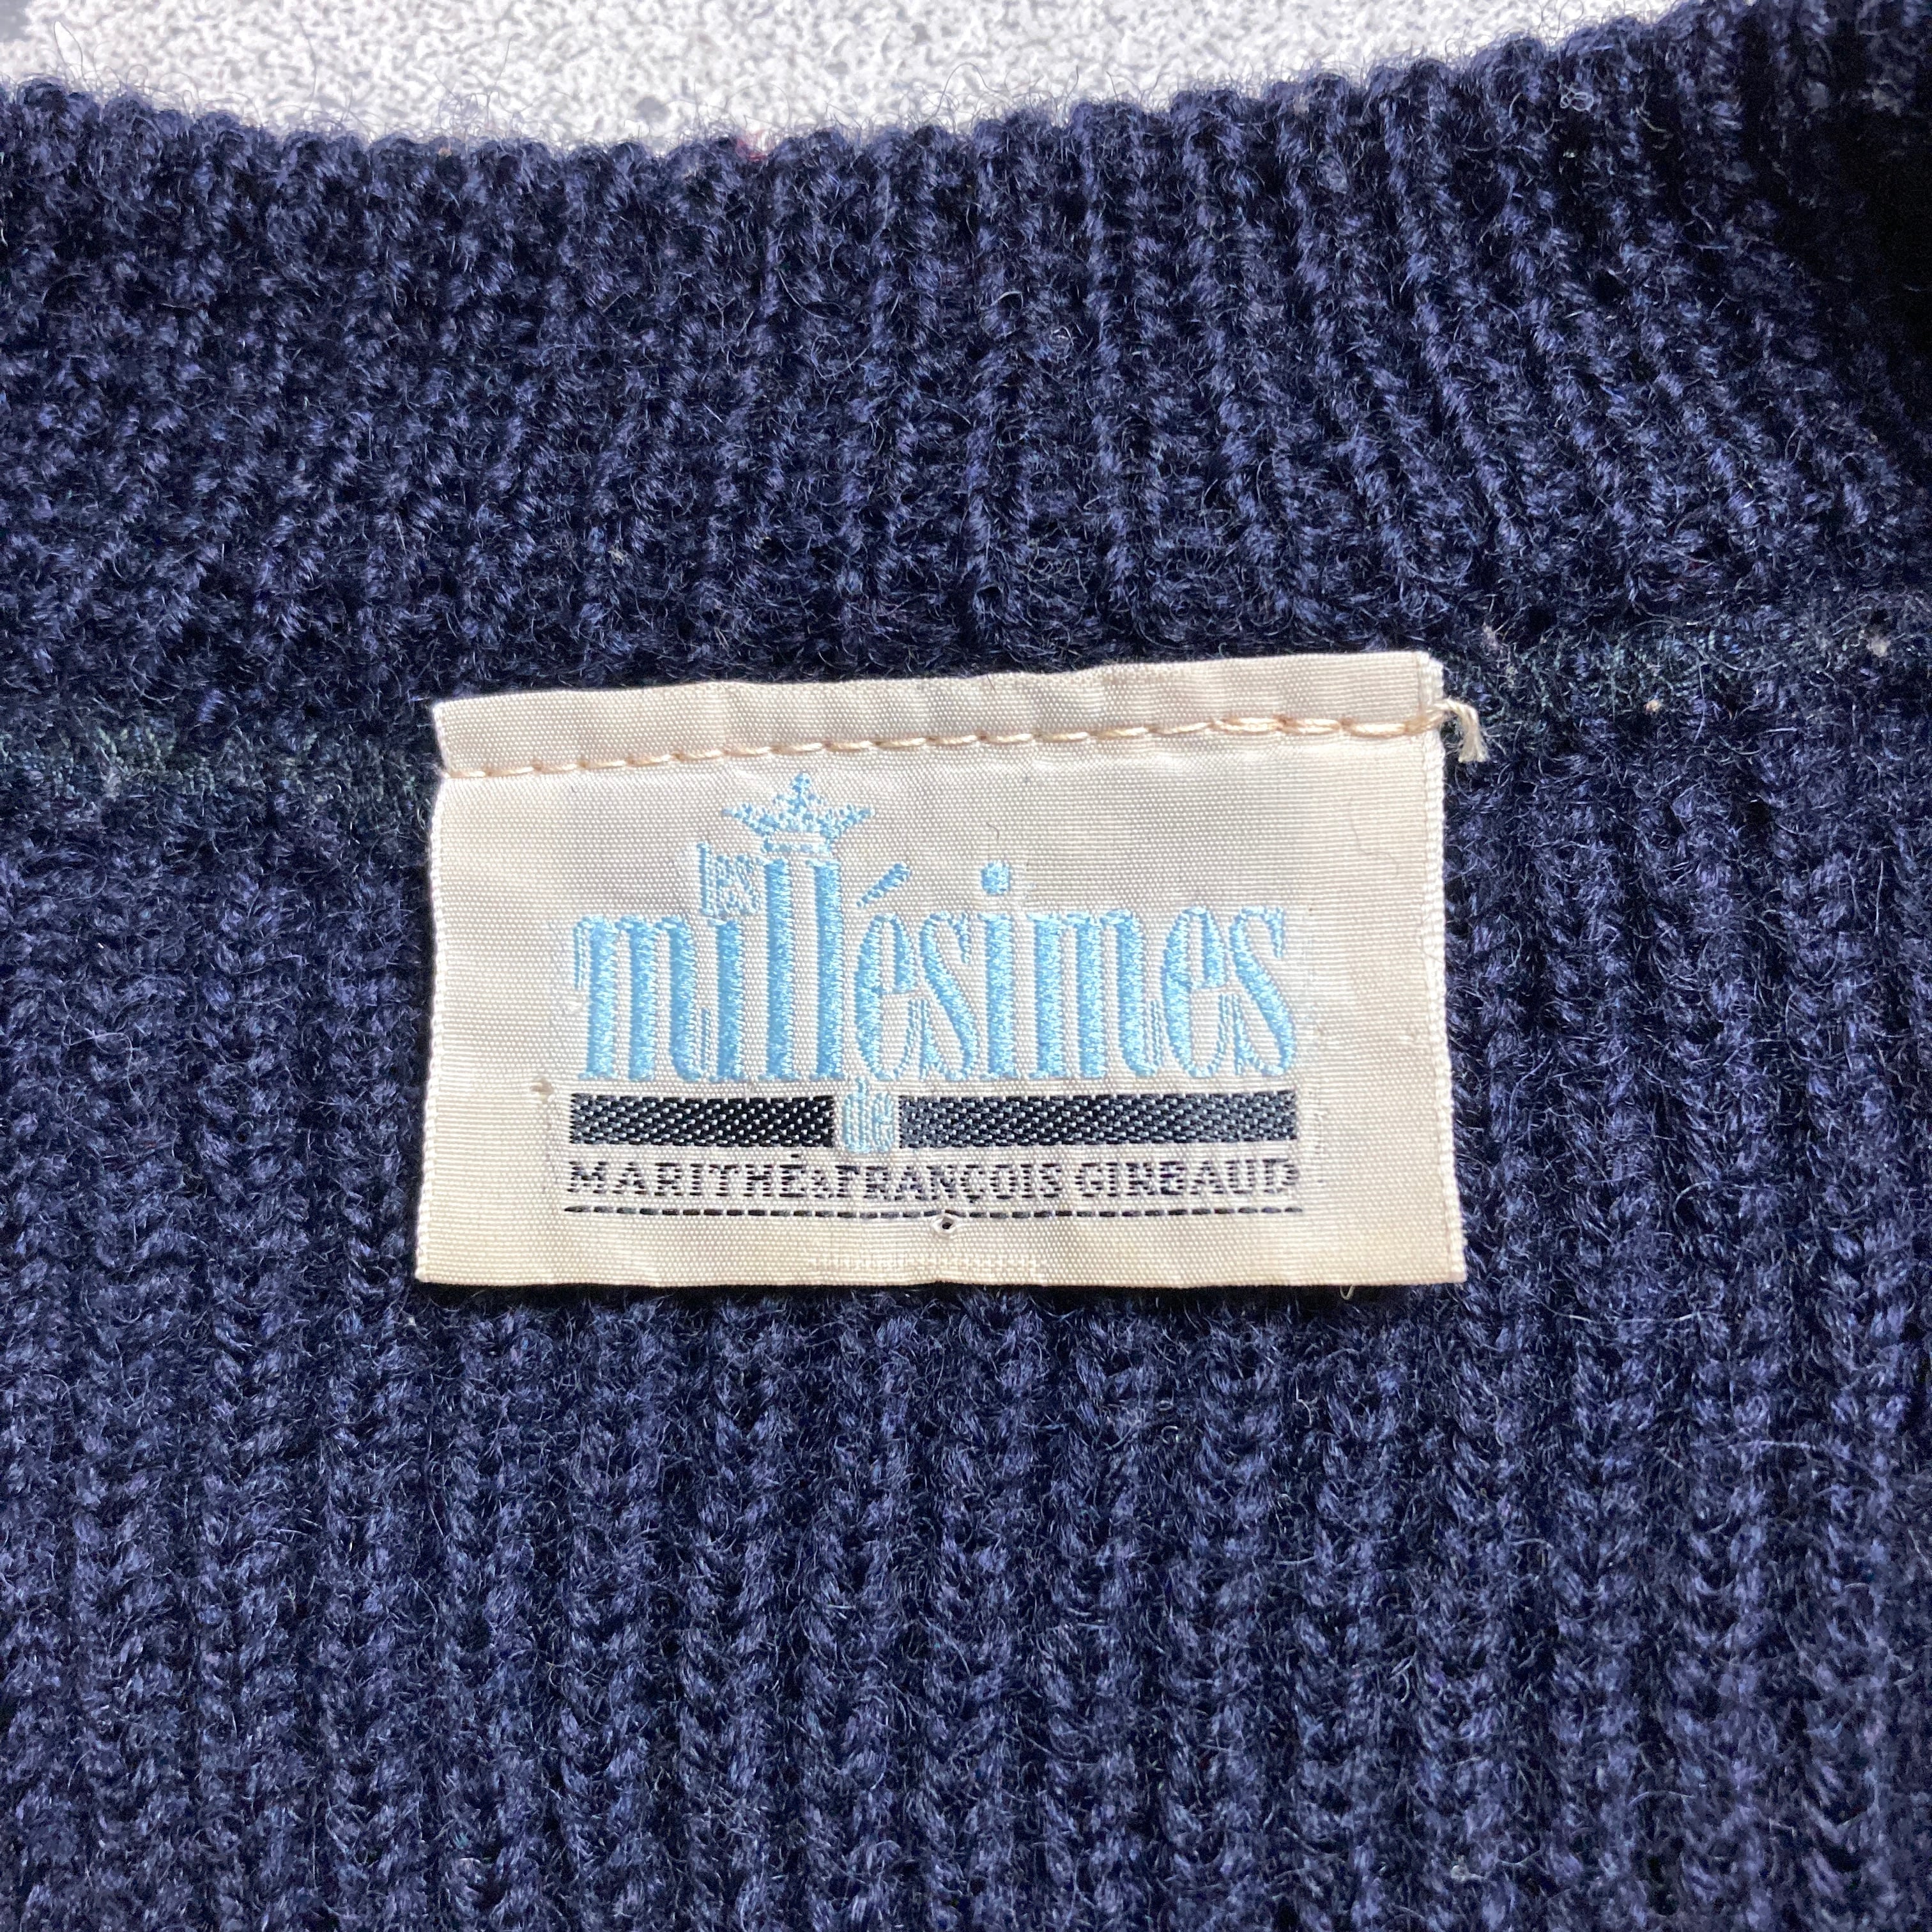 les
millésimes
de
MARITHÉ & FRANÇOIS GIRBAUD